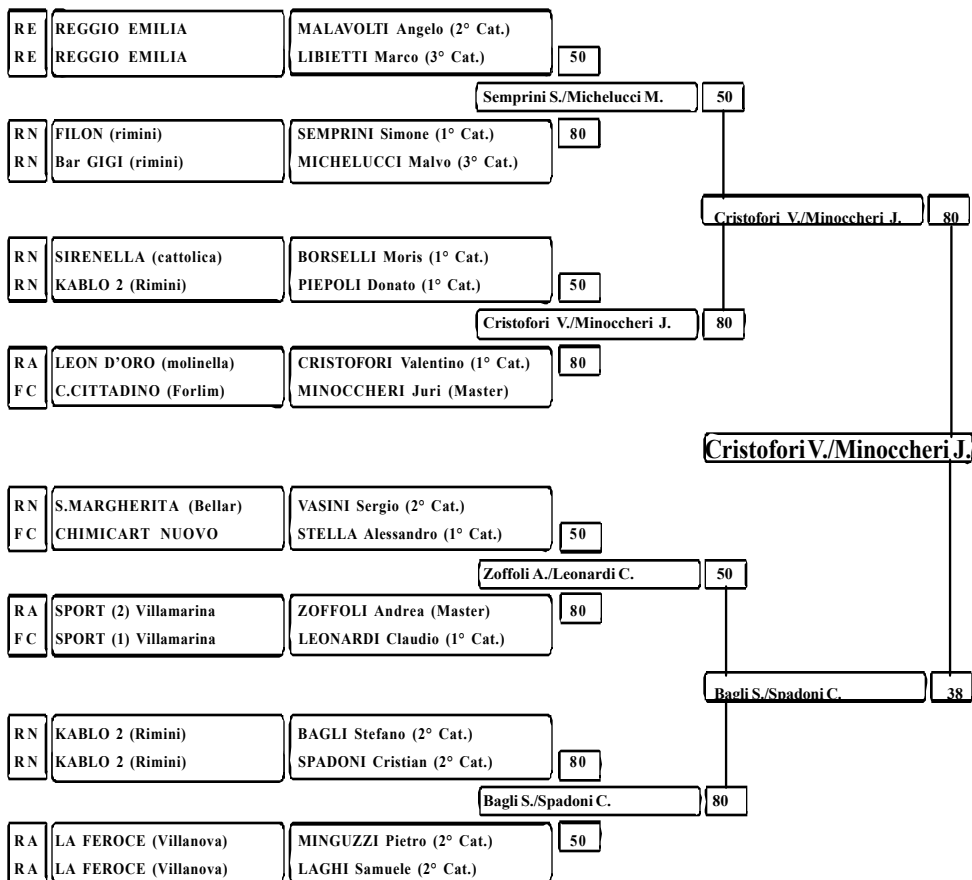 RE REGGIO EMILIA MALAVOLTI Angelo (2° Cat.)
RE REGGIO EMILIA LIBIETTI Marco (3° Cat.) 50
Semprini S./Michelucci M. 50
RN FILON (rimini) SEMPRINI Simone (1° Cat.) 80
RN Bar GIGI (rimini) MICHELUCCI Malvo (3° Cat.)
Cristofori V./Minoccheri J. 80
RN SIRENELLA (cattolica) BORSELLI Moris (1° Cat.)
RN KABLO 2 (Rimini) PIEPOLI Donato (1° Cat.) 50
Cristofori V./Minoccheri J. 80
RA LEON D'ORO (molinella) CRISTOFORI Valentino (1° Cat.) 80
FC C.CITTADINO (Forlim) MINOCCHERI Juri (Master)
Cristofori V./Minoccheri J.
RN S.MARGHERITA (Bellar) VASINI Sergio (2° Cat.)
FC CHIMICART NUOVO STELLA Alessandro (1° Cat.) 50
Zoffoli A./Leonardi C. 50
RA SPORT (2) Villamarina ZOFFOLI Andrea (Master) 80
FC SPORT (1) Villamarina LEONARDI Claudio (1° Cat.)
Bagli S./Spadoni C. 38
RN KABLO 2 (Rimini) BAGLI Stefano (2° Cat.)
RN KABLO 2 (Rimini) SPADONI Cristian (2° Cat.) 80
Bagli S./Spadoni C. 80
RA LA FEROCE (Villanova) MINGUZZI Pietro (2° Cat.) 50
RA LA FEROCE (Villanova) LAGHI Samuele (2° Cat.)